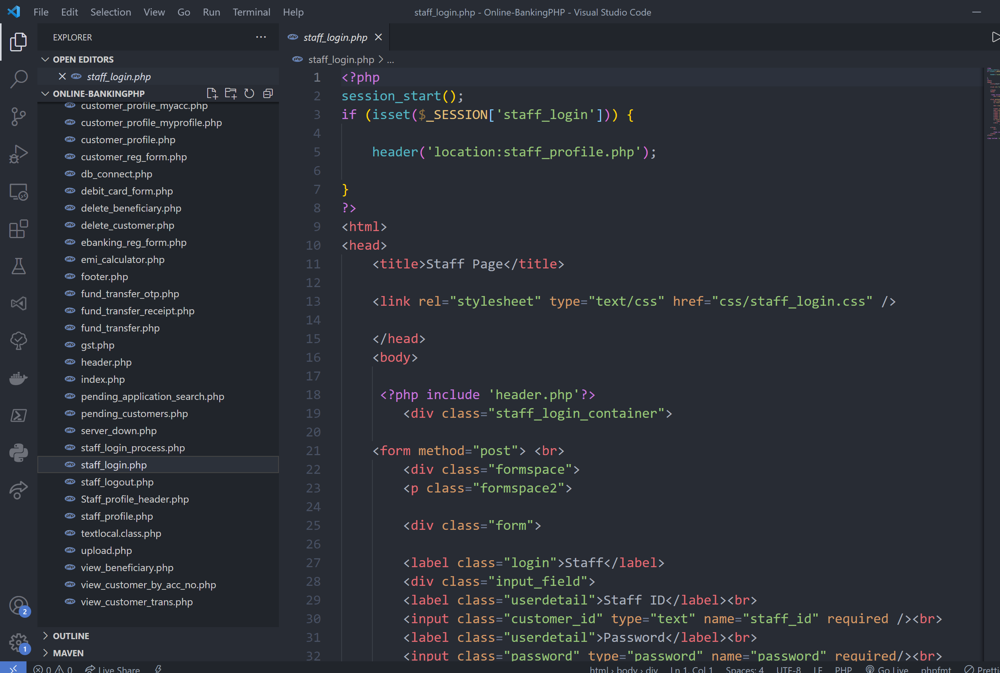 File Edit Selection View Go Run Terminal Help
staff_login.php - Online-BankingPHP - Visual Studio Code
EXPLORER
OPEN EDITORS
staff_login.php
ONLINE-BANKINGPHP
customer_profile_myacc.php
customer_profile_myprofile.php
customer_profile.php
customer_reg_form.php
db_connect.php
debit_card_form.php
delete_beneficiary.php
delete_customer.php
ebanking_reg_form.php
emi_calculator.php
footer.php
fund_transfer_otp.php
fund_transfer_receipt.php
fund_transfer.php
gst.php
header.php
index.php
pending_application_search.php
pending_customers.php
server_down.php
staff_login_process.php
staff_login.php
staff_logout.php
Staff_profile_header.php
staff_profile.php
textlocal.class.php
upload.php
view_beneficiary.php
view_customer_by_acc_no.php
view_customer_trans.php
OUTLINE
MAVEN
2
1
staff_login.php
staff_login.php > ...
1 <?php
2 session_start();
3 if (isset($_SESSION['staff_login'])) {
4
5 header('location:staff_profile.php');
6
7 }
8 ?>
9 <html>
10 <head>
11 <title>Staff Page</title>
12
13 <link rel="stylesheet" type="text/css" href="css/staff_login.css" />
14
15 </head>
16 <body>
17
18 <?php include 'header.php'?>
19 <div class="staff_login_container">
20
21 <form method="post"> <br>
22 <div class="formspace">
23 <p class="formspace2">
24
25 <div class="form">
26
27 <label class="login">Staff</label>
28 <div class="input_field">
29 <label class="userdetail">Staff ID</label><br>
30 <input class="customer_id" type="text" name="staff_id" required /><br>
31 <label class="userdetail">Password</label><br>
32 <input class="password" type="password" name="password" required/><br>
0 0 Live Share html › body › div Ln 1, Col 1 Spaces: 4 UTF-8 LF PHP Go Live phpfmt Pretti